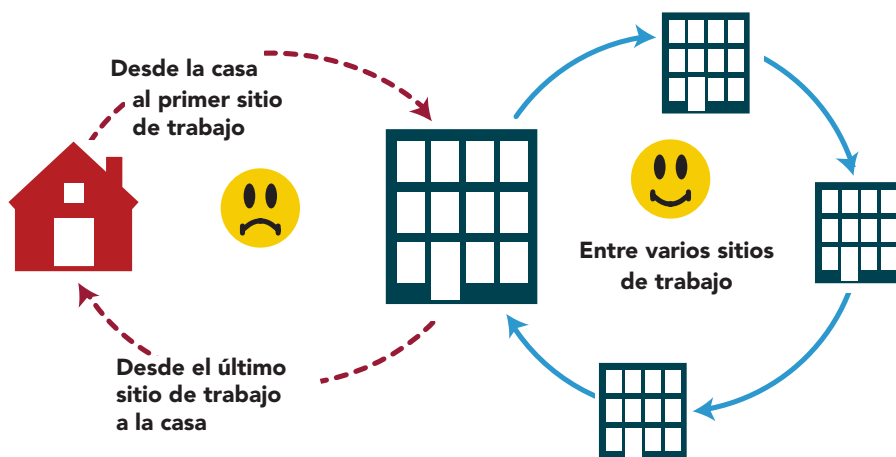 Desde la casa
al primer sitio
de trabajo
Entre varios sitios
de trabajo
Desde el último
sitio de trabajo
a la casa